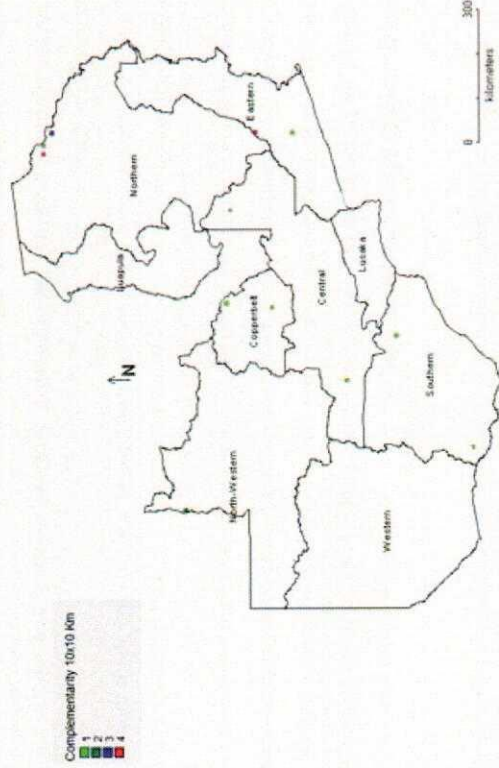 Complementarity 10x10 Km
1
2
3
4
N
Northern
Luapula
Eastern
Copperbelt
Central
Lusaka
North-Western
Southern
Western
0 300
kilometers